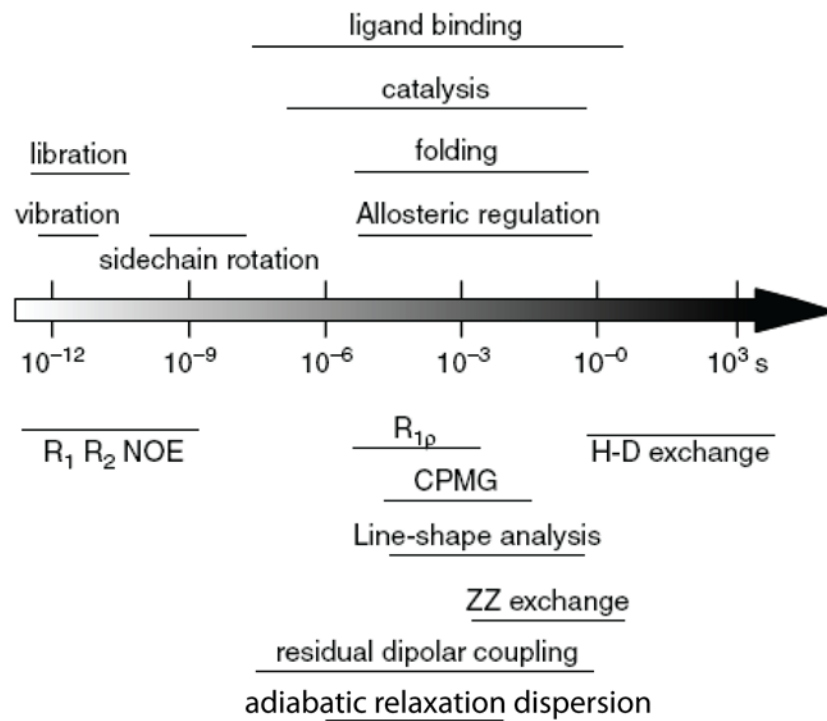 ligand binding
catalysis
libration
folding
vibration
Allosteric regulation
sidechain rotation
10⁻¹² 10⁻⁹ 10⁻⁶ 10⁻³ 10⁻⁰ 10³ s
R₁ R₂ NOE
R₁ρ
H-D exchange
CPMG
Line-shape analysis
ZZ exchange
residual dipolar coupling
adiabatic relaxation dispersion